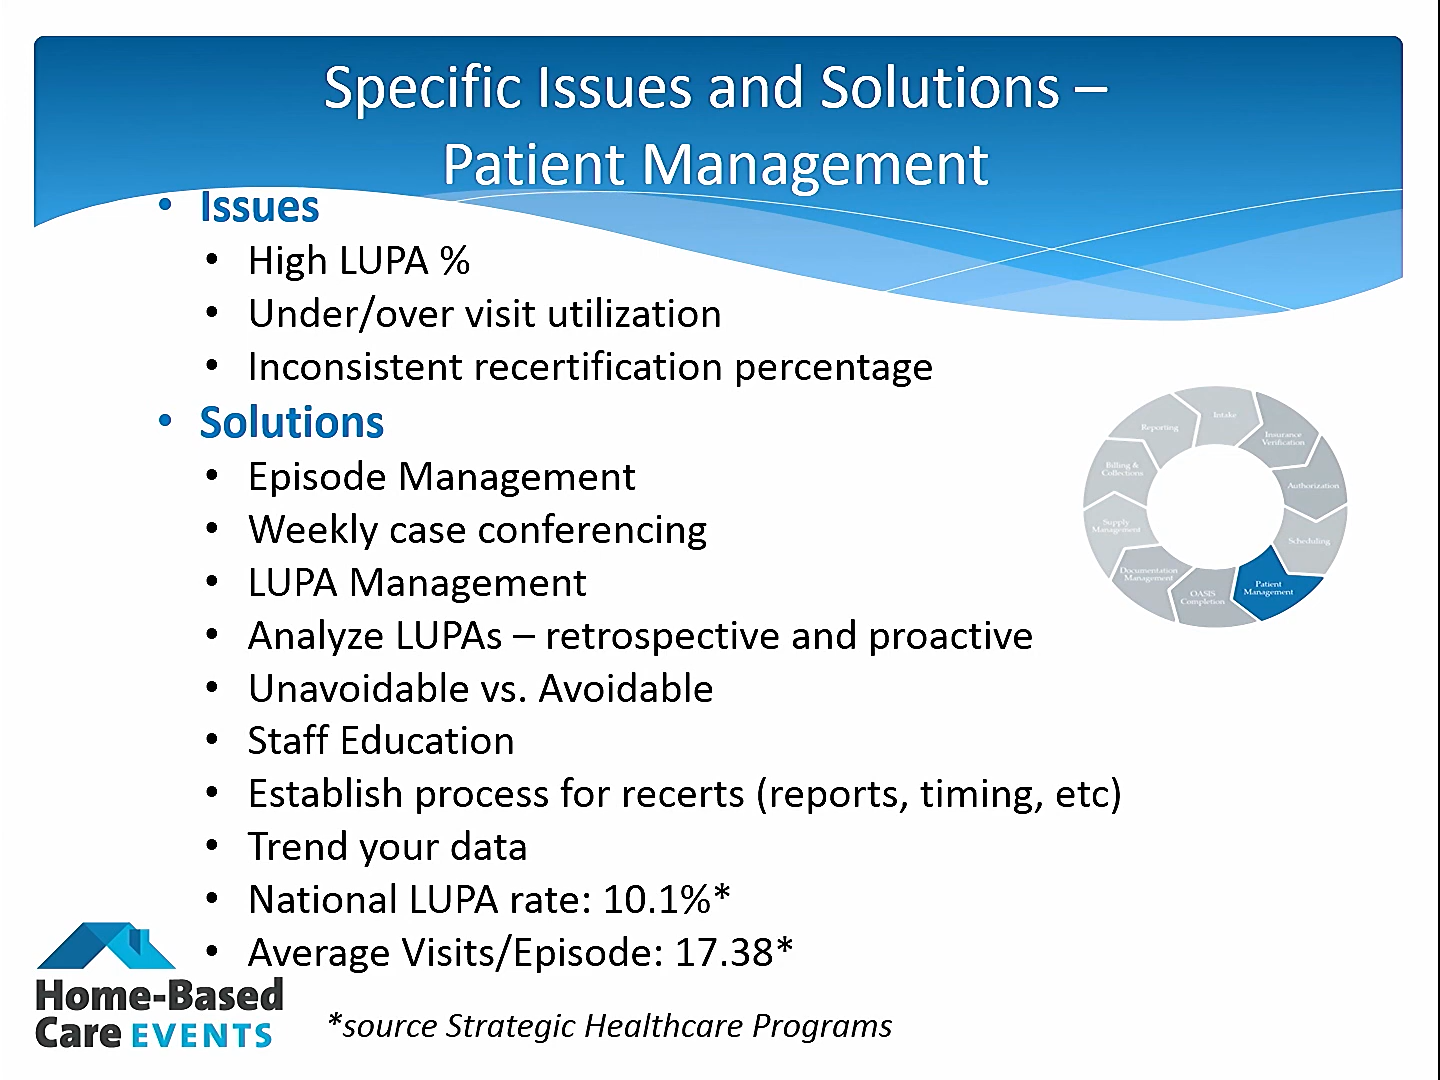 Specific Issues and Solutions –
Patient Management
• Issues
• High LUPA %
• Under/over visit utilization
• Inconsistent recertification percentage
• Solutions
• Episode Management
• Weekly case conferencing
• LUPA Management
• Analyze LUPAs – retrospective and proactive
• Unavoidable vs. Avoidable
• Staff Education
• Establish process for recerts (reports, timing, etc)
• Trend your data
• National LUPA rate: 10.1%*
• Average Visits/Episode: 17.38*
*source Strategic Healthcare Programs
Intake
Insurance
Verification
Authorization
Scheduling
Patient
Management
OASIS
Completion
Documentation
Management
Supply
Management
Billing &
Collections
Reporting
Home-Based
Care EVENTS